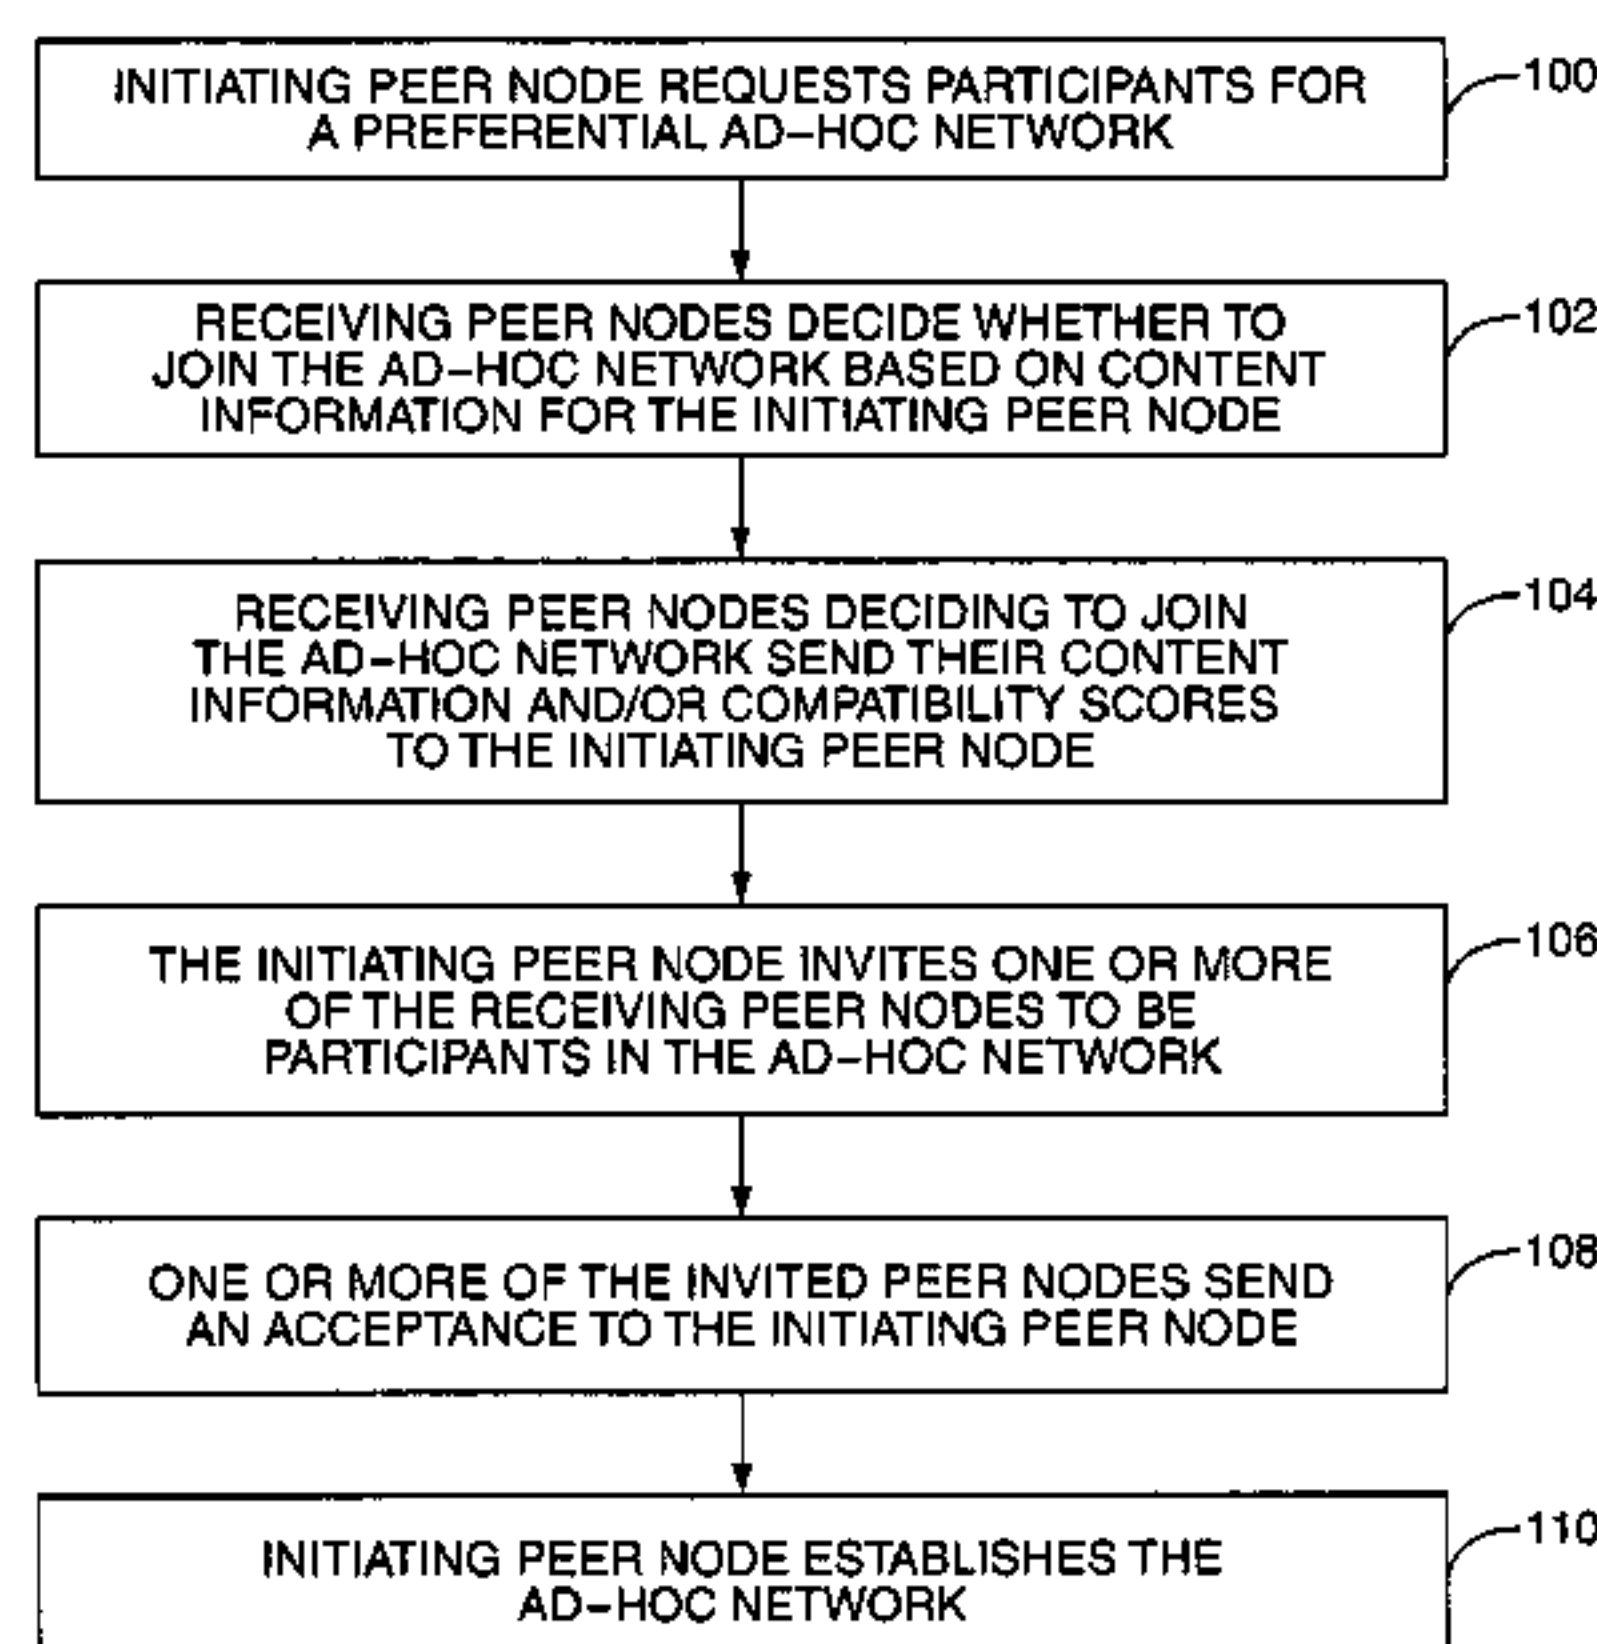 INITIATING PEER NODE REQUESTS PARTICIPANTS FOR
A PREFERENTIAL AD-HOC NETWORK
100
RECEIVING PEER NODES DECIDE WHETHER TO
JOIN THE AD-HOC NETWORK BASED ON CONTENT
INFORMATION FOR THE INITIATING PEER NODE
102
RECEIVING PEER NODES DECIDING TO JOIN
THE AD-HOC NETWORK SEND THEIR CONTENT
INFORMATION AND/OR COMPATIBILITY SCORES
TO THE INITIATING PEER NODE
104
THE INITIATING PEER NODE INVITES ONE OR MORE
OF THE RECEIVING PEER NODES TO BE
PARTICIPANTS IN THE AD-HOC NETWORK
106
ONE OR MORE OF THE INVITED PEER NODES SEND
AN ACCEPTANCE TO THE INITIATING PEER NODE
108
INITIATING PEER NODE ESTABLISHES THE
AD-HOC NETWORK
110